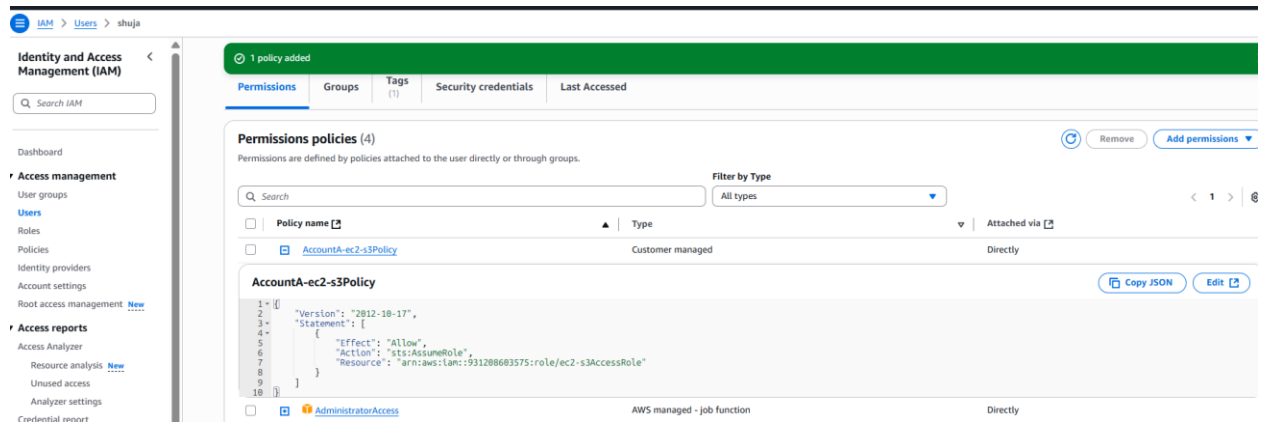 IAM > Users > shuja
Identity and Access Management (IAM)
Search IAM
Dashboard
Access management
User groups
Users
Roles
Policies
Identity providers
Account settings
Root access management New
Access reports
Access Analyzer
Resource analysis New
Unused access
Analyzer settings
Credential report
1 policy added
Permissions Groups Tags (1) Security credentials Last Accessed
Permissions policies (4)
Remove Add permissions
Permissions are defined by policies attached to the user directly or through groups.
Filter by Type
Search All types
1
Policy name Type Attached via
AccountA-ec2-s3Policy Customer managed Directly
AccountA-ec2-s3Policy
Copy JSON Edit
1 {
2 "Version": "2012-10-17",
3 "Statement": [
4 {
5 "Effect": "Allow",
6 "Action": "sts:AssumeRole",
7 "Resource": "arn:aws:iam::931208603575:role/ec2-s3AccessRole"
8 }
9 ]
10 }
AdministratorAccess AWS managed - job function Directly